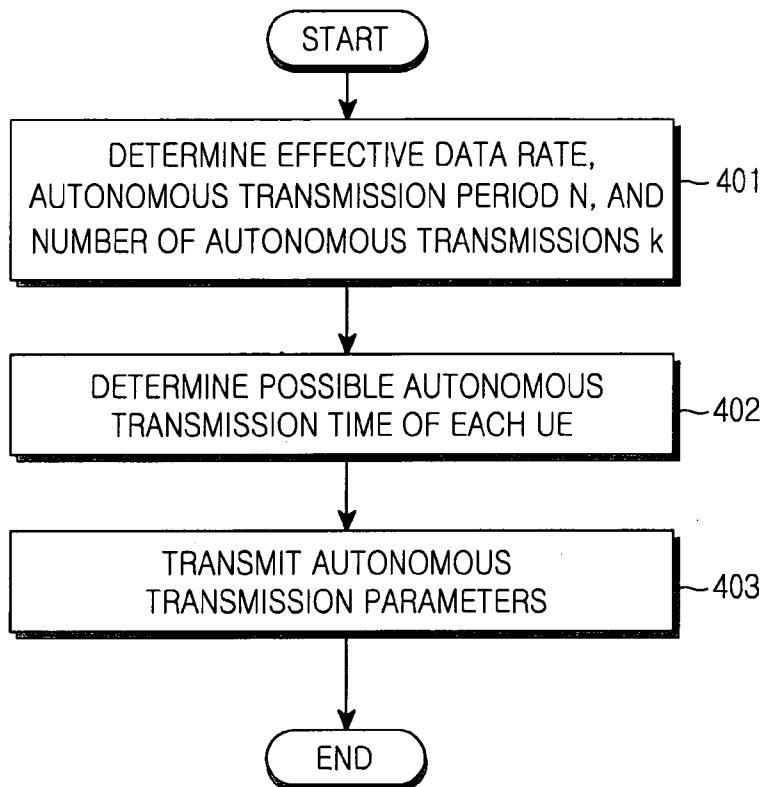 START
DETERMINE EFFECTIVE DATA RATE,
AUTONOMOUS TRANSMISSION PERIOD N, AND
NUMBER OF AUTONOMOUS TRANSMISSIONS k
401
DETERMINE POSSIBLE AUTONOMOUS
TRANSMISSION TIME OF EACH UE
402
TRANSMIT AUTONOMOUS
TRANSMISSION PARAMETERS
403
END